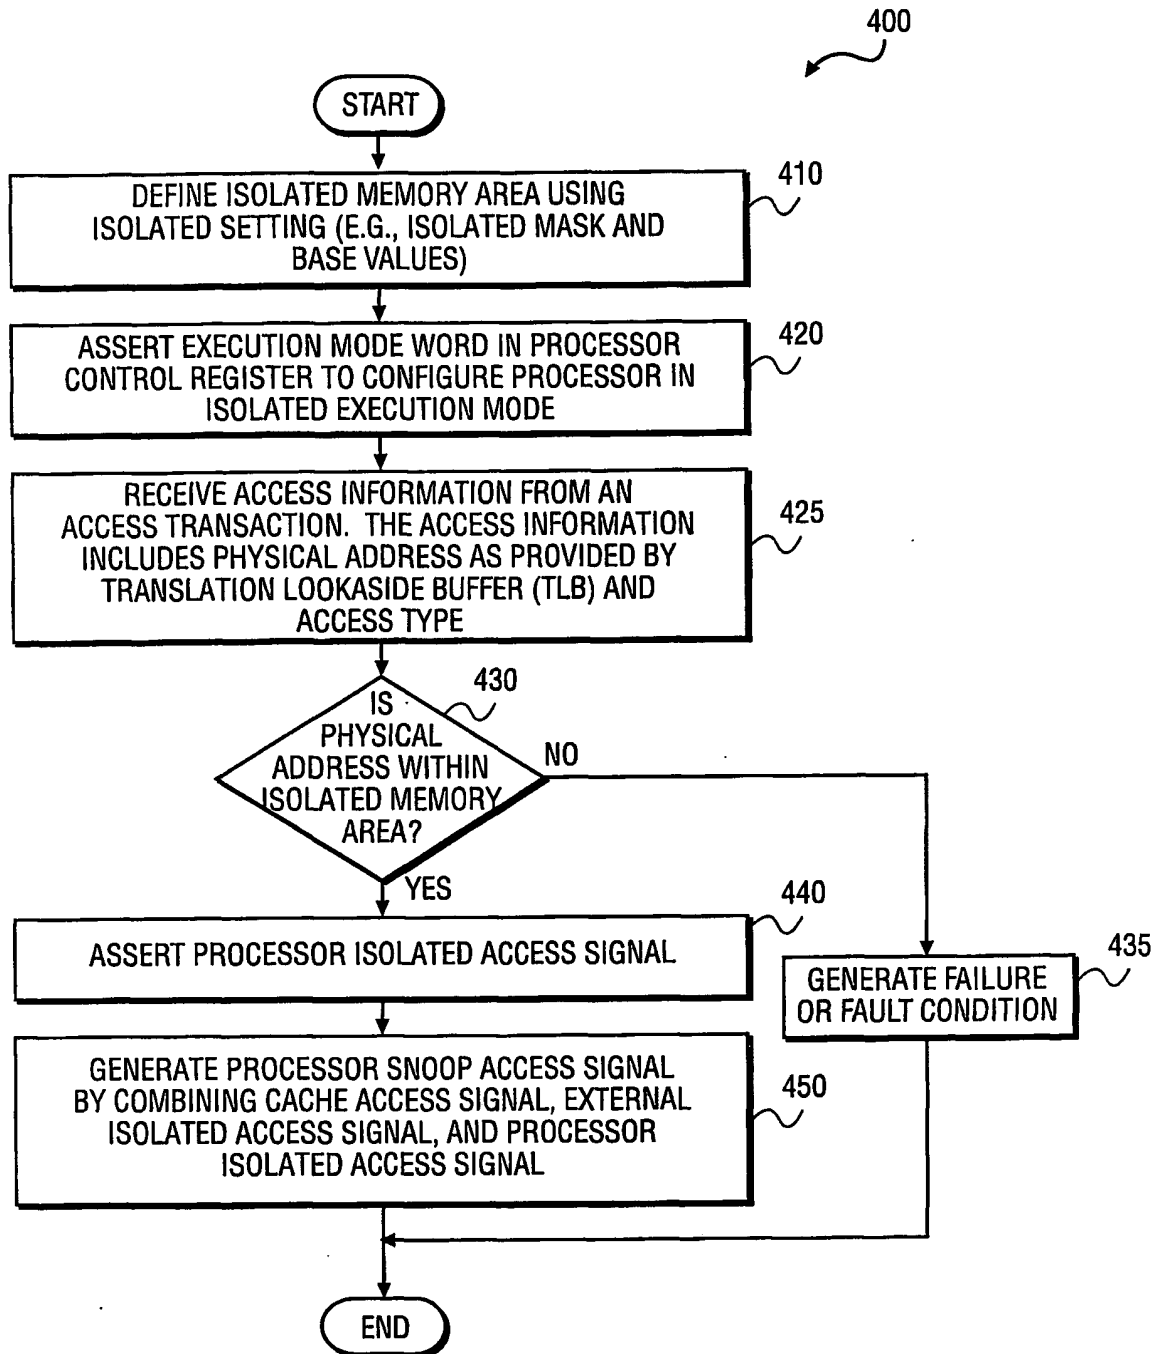 400
START
410
DEFINE ISOLATED MEMORY AREA USING
ISOLATED SETTING (E.G., ISOLATED MASK AND
BASE VALUES)
420
ASSERT EXECUTION MODE WORD IN PROCESSOR
CONTROL REGISTER TO CONFIGURE PROCESSOR IN
ISOLATED EXECUTION MODE
425
RECEIVE ACCESS INFORMATION FROM AN
ACCESS TRANSACTION. THE ACCESS INFORMATION
INCLUDES PHYSICAL ADDRESS AS PROVIDED BY
TRANSLATION LOOKASIDE BUFFER (TLB) AND
ACCESS TYPE
430
IS
PHYSICAL
ADDRESS WITHIN
ISOLATED MEMORY
AREA?
NO
YES
440
ASSERT PROCESSOR ISOLATED ACCESS SIGNAL
435
GENERATE FAILURE
OR FAULT CONDITION
450
GENERATE PROCESSOR SNOOP ACCESS SIGNAL
BY COMBINING CACHE ACCESS SIGNAL, EXTERNAL
ISOLATED ACCESS SIGNAL, AND PROCESSOR
ISOLATED ACCESS SIGNAL
END